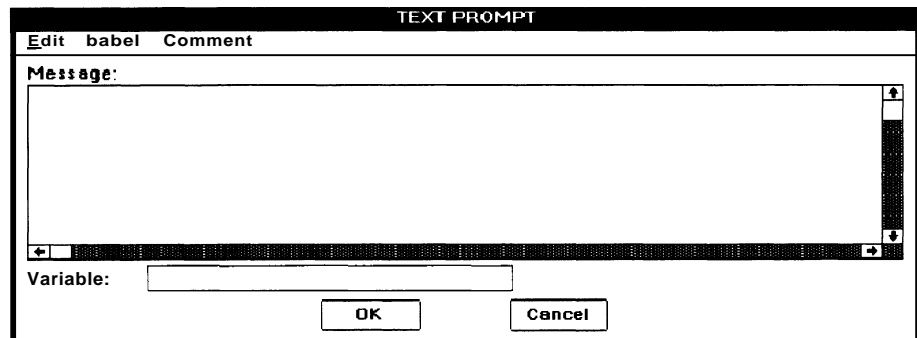 TEXT PROMPT
Edit babel Comment
Message:
Variable:
OK Cancel